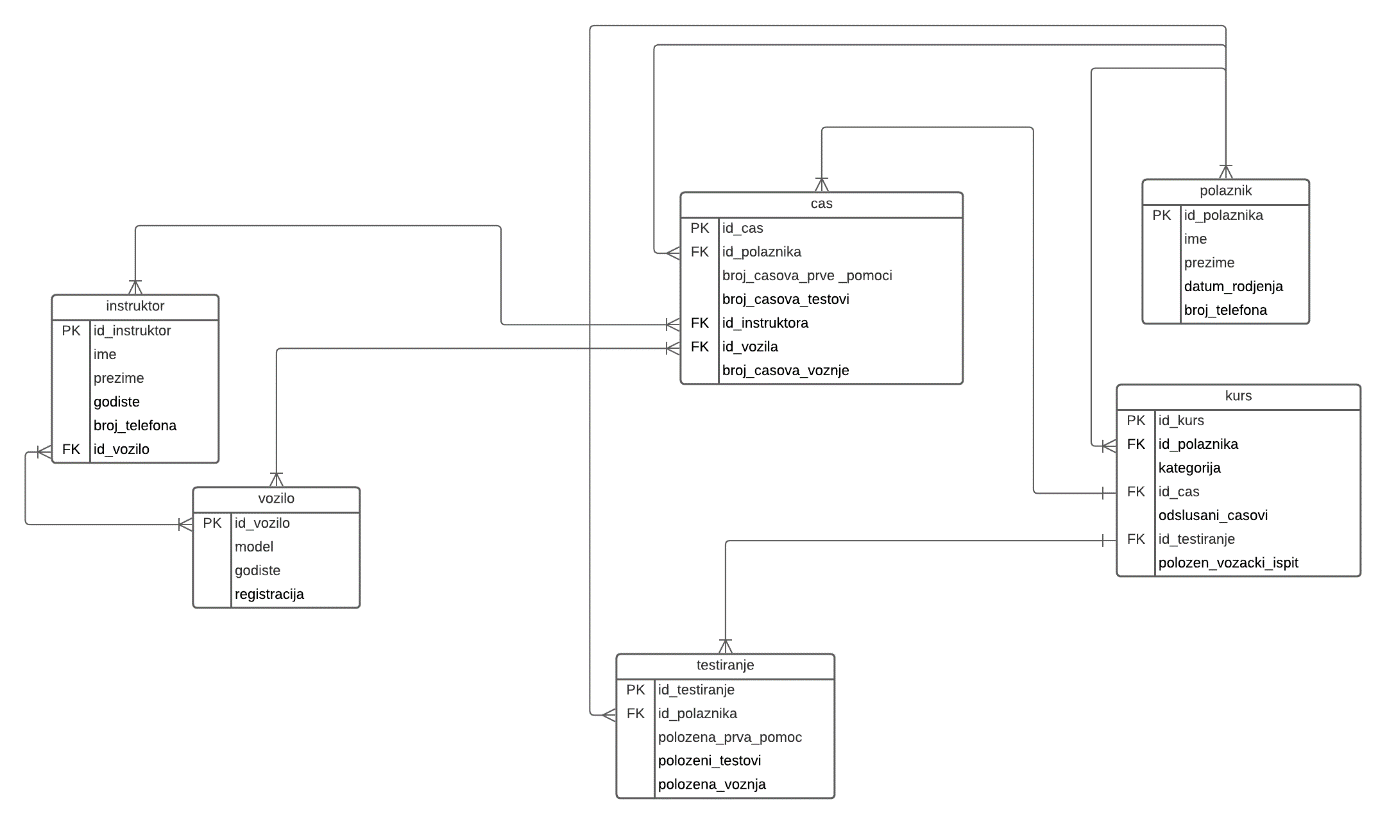 polaznik
PK id_polaznika
ime
prezime
datum_rodjenja
broj_telefona
cas
PK id_cas
FK id_polaznika
broj_casova_prve _pomoci
broj_casova_testovi
FK id_instruktora
FK id_vozila
broj_casova_voznje
instruktor
PK id_instruktor
ime
prezime
godiste
broj_telefona
FK id_vozilo
kurs
PK id_kurs
FK id_polaznika
kategorija
FK id_cas
odslusani_casovi
FK id_testiranje
polozen_vozacki_ispit
vozilo
PK id_vozilo
model
godiste
registracija
testiranje
PK id_testiranje
FK id_polaznika
polozena_prva_pomoc
polozeni_testovi
polozena_voznja